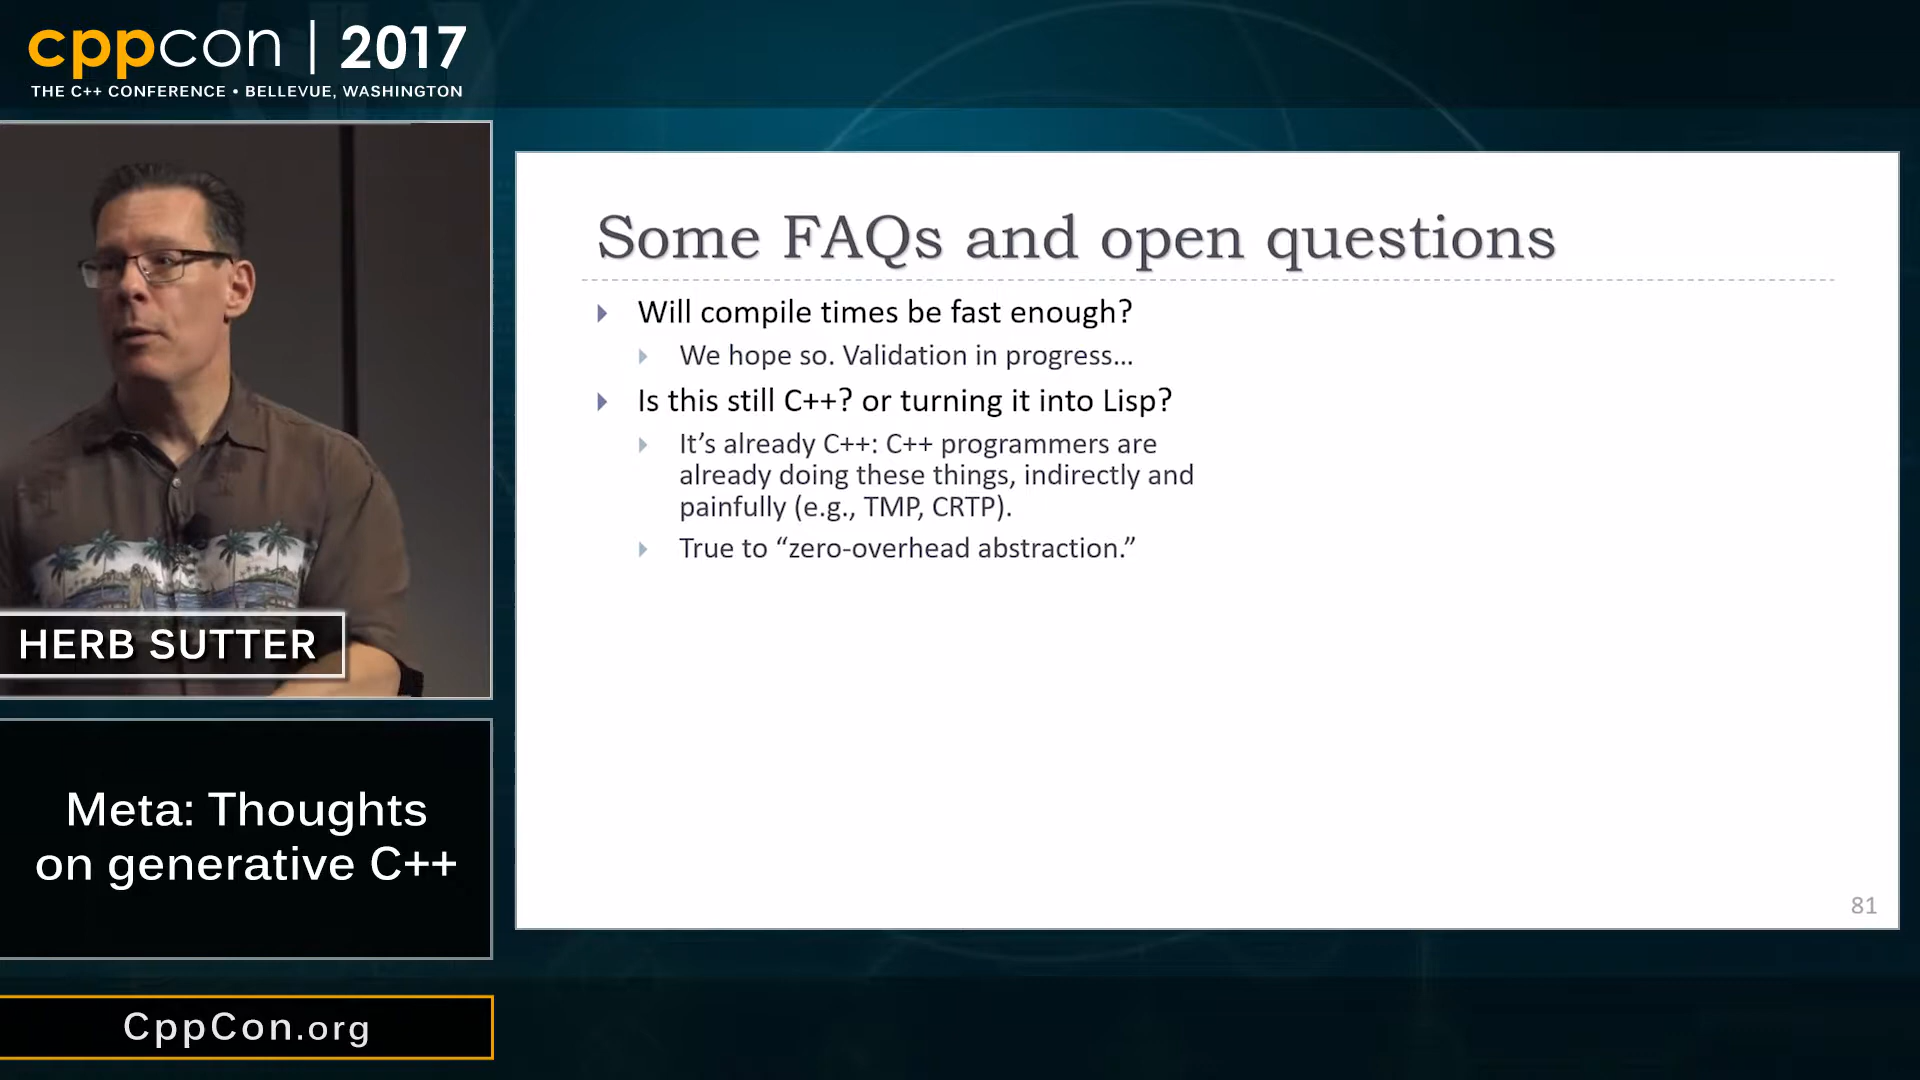 cppcon | 2017
THE C++ CONFERENCE • BELLEVUE, WASHINGTON
HERB SUTTER
Meta: Thoughts
on generative C++
CppCon.org
Some FAQs and open questions
Will compile times be fast enough?
We hope so. Validation in progress…
Is this still C++? or turning it into Lisp?
It’s already C++: C++ programmers are
already doing these things, indirectly and
painfully (e.g., TMP, CRTP).
True to “zero-overhead abstraction.”
81